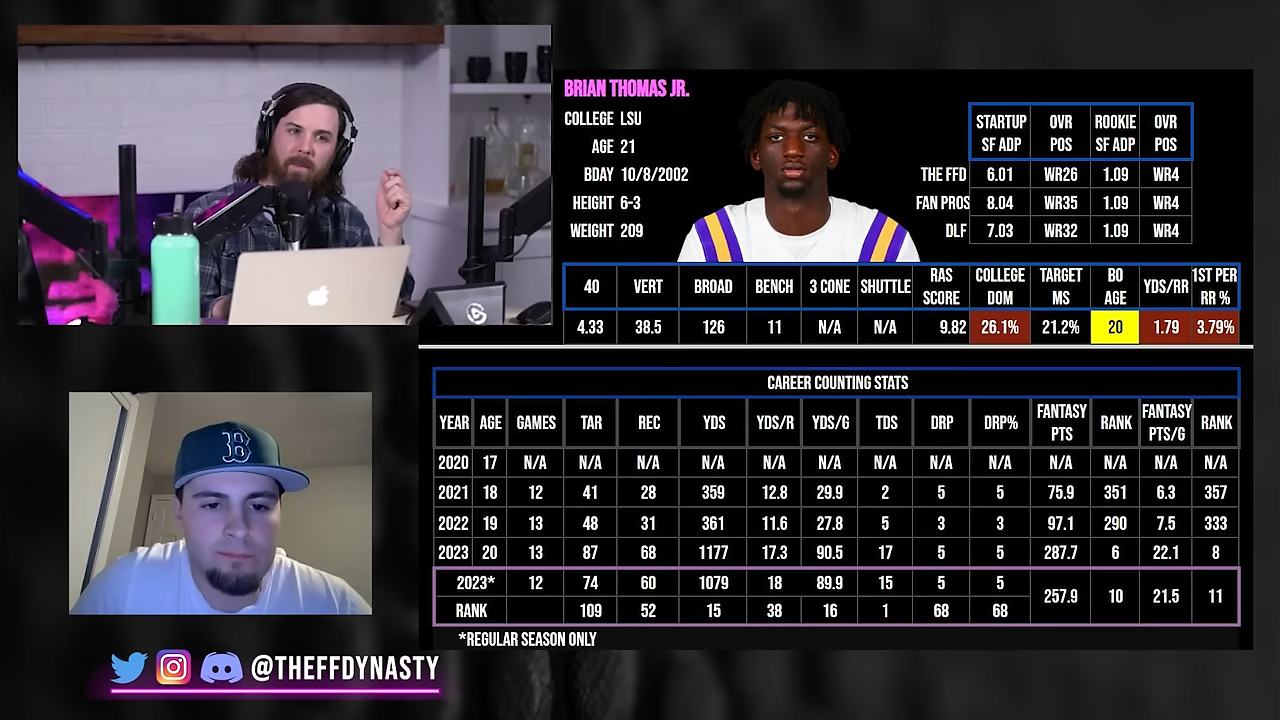 BRIAN THOMAS JR.
COLLEGE LSU
AGE 21
BDAY 10/8/2002
HEIGHT 6-3
WEIGHT 209
STARTUP SF ADP OVR POS ROOKIE SF ADP OVR POS
THE FFD 6.01 WR26 1.09 WR4
FAN PROS 8.04 WR35 1.09 WR4
DLF 7.03 WR32 1.09 WR4
40 VERT BROAD BENCH 3 CONE SHUTTLE RAS SCORE COLLEGE DOM TARGET MS BO AGE YDS/RR 1ST PER RR %
4.33 38.5 126 11 N/A N/A 9.82 26.1% 21.2% 20 1.79 3.79%
CAREER COUNTING STATS
YEAR AGE GAMES TAR REC YDS YDS/R YDS/G TDS DRP DRP% FANTASY PTS RANK FANTASY PTS/G RANK
2020 17 N/A N/A N/A N/A N/A N/A N/A N/A N/A N/A N/A N/A N/A
2021 18 12 41 28 359 12.8 29.9 2 5 5 75.9 351 6.3 357
2022 19 13 48 31 361 11.6 27.8 5 3 3 97.1 290 7.5 333
2023 20 13 87 68 1177 17.3 90.5 17 5 5 287.7 6 22.1 8
2023* 12 74 60 1079 18 89.9 15 5 5 257.9 10 21.5 11
RANK 109 52 15 38 16 1 68 68
*REGULAR SEASON ONLY
B
@THEFFDYNASTY